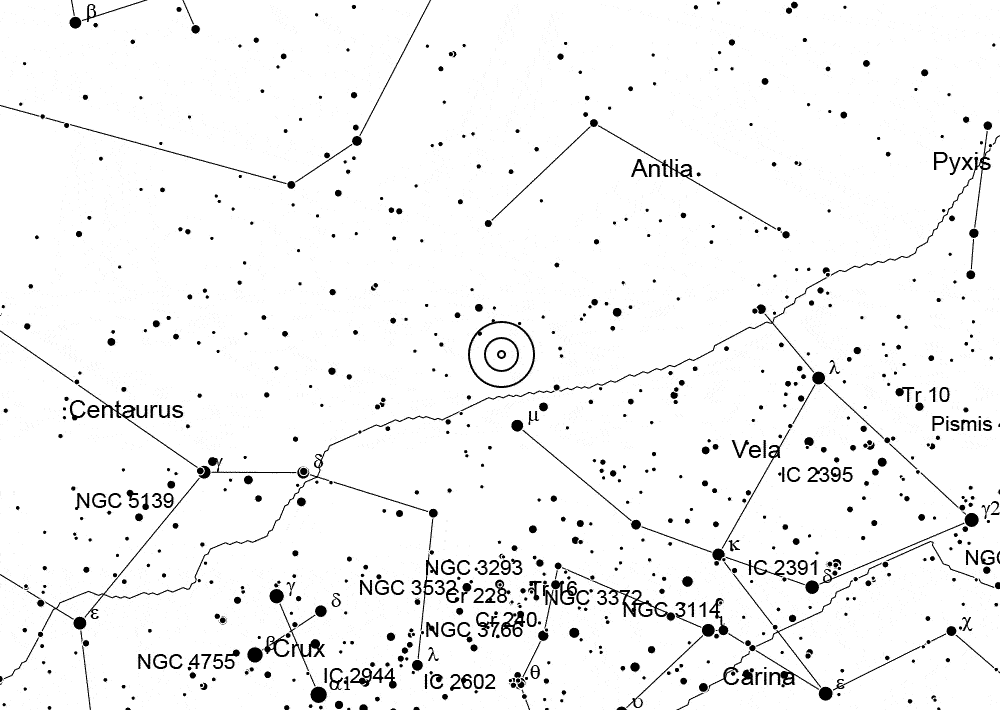 β
Antlia
Pyxis
λ
Tr 10
Centaurus
μ
Pismis 4
Vela
γ
δ
IC 2395
NGC 5139
γ2
κ
NGC
NGC 3293
IC 2391
δ
NGC 3532
Tr 16
γ
Cr 228
NGC 3372
δ
NGC 3114
ε
Cr 240
ι
χ
NGC 3766
β
Crux
λ
NGC 4755
θ
IC 2944
Carina
α1
IC 2602
ε
υ